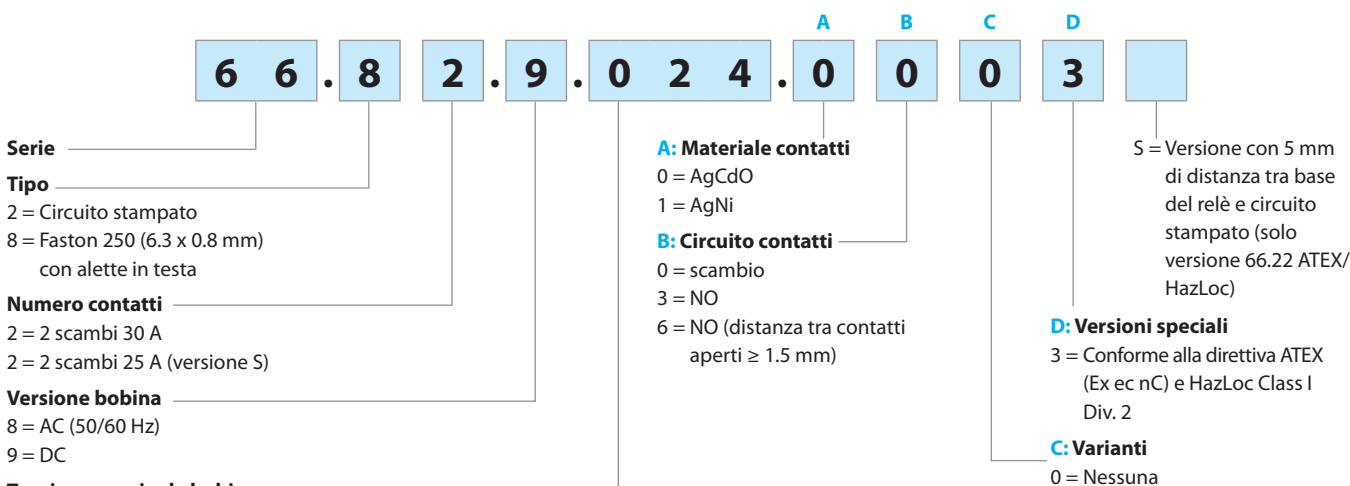 A B C D
6 6 . 8 2 . 9 . 0 2 4 . 0 0 0 3
Serie
Tipo
2 = Circuito stampato
8 = Faston 250 (6.3 x 0.8 mm)
con alette in testa
Numero contatti
2 = 2 scambi 30 A
2 = 2 scambi 25 A (versione S)
Versione bobina
8 = AC (50/60 Hz)
9 = DC
A: Materiale contatti
0 = AgCdO
1 = AgNi
B: Circuito contatti
0 = scambio
3 = NO
6 = NO (distanza tra contatti
aperti ≥ 1.5 mm)
S = Versione con 5 mm
di distanza tra base
del relè e circuito
stampato (solo
versione 66.22 ATEX/
HazLoc)
D: Versioni speciali
3 = Conforme alla direttiva ATEX
(Ex ec nC) e HazLoc Class I
Div. 2
C: Varianti
0 = Nessuna